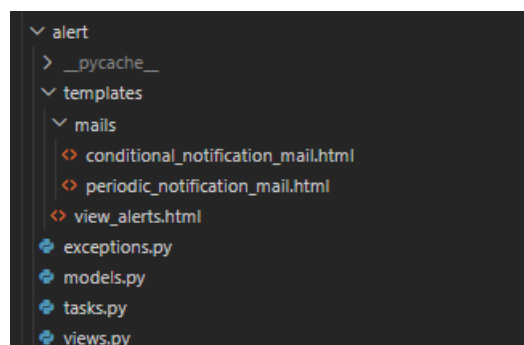 alert
__pycache__
templates
mails
conditional_notification_mail.html
periodic_notification_mail.html
view_alerts.html
exceptions.py
models.py
tasks.py
views.py